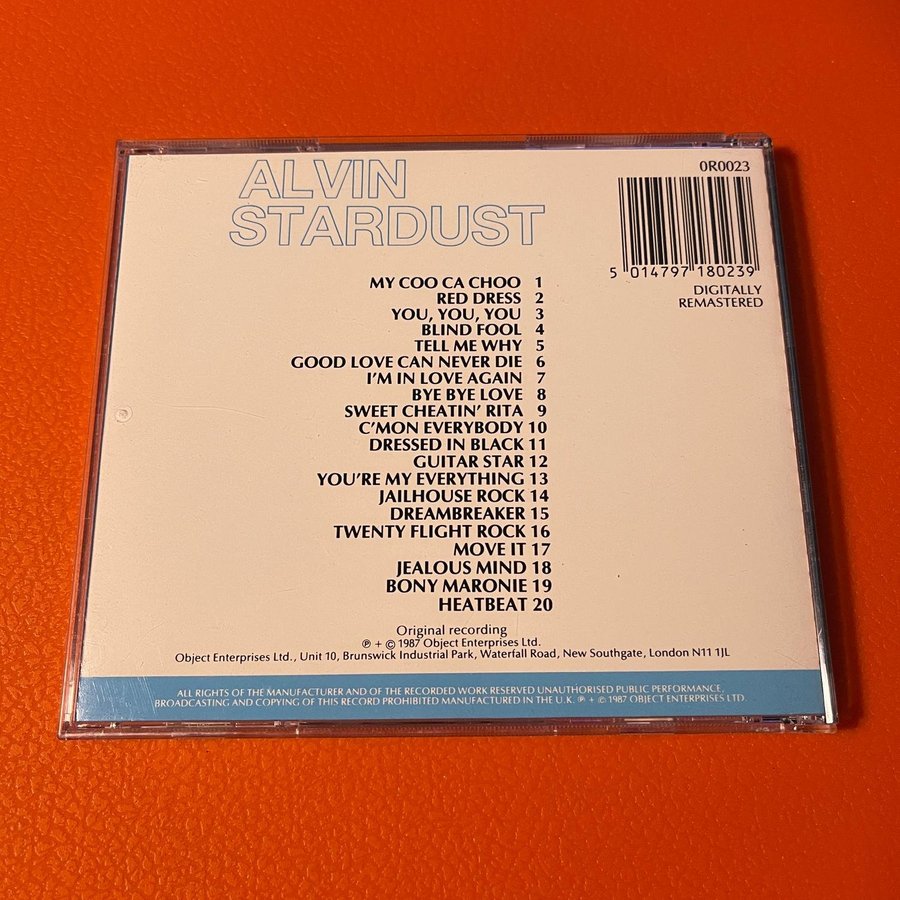 ALVIN
STARDUST
0R0023
5 014797 180239
DIGITALLY
REMASTERED
MY COO CA CHOO 1
RED DRESS 2
YOU, YOU, YOU 3
BLIND FOOL 4
TELL ME WHY 5
GOOD LOVE CAN NEVER DIE 6
I'M IN LOVE AGAIN 7
BYE BYE LOVE 8
SWEET CHEATIN' RITA 9
C'MON EVERYBODY 10
DRESSED IN BLACK 11
GUITAR STAR 12
YOU'RE MY EVERYTHING 13
JAILHOUSE ROCK 14
DREAMBREAKER 15
TWENTY FLIGHT ROCK 16
MOVE IT 17
JEALOUS MIND 18
BONY MARONIE 19
HEATBEAT 20
Original recording
℗ + © 1987 Object Enterprises Ltd.
Object Enterprises Ltd., Unit 10, Brunswick Industrial Park, Waterfall Road, New Southgate, London N11 1JL
ALL RIGHTS OF THE MANUFACTURER AND OF THE RECORDED WORK RESERVED UNAUTHORISED PUBLIC PERFORMANCE,
BROADCASTING AND COPYING OF THIS RECORD PROHIBITED MANUFACTURED IN THE U.K. ℗ + © 1987 OBJECT ENTERPRISES LTD.